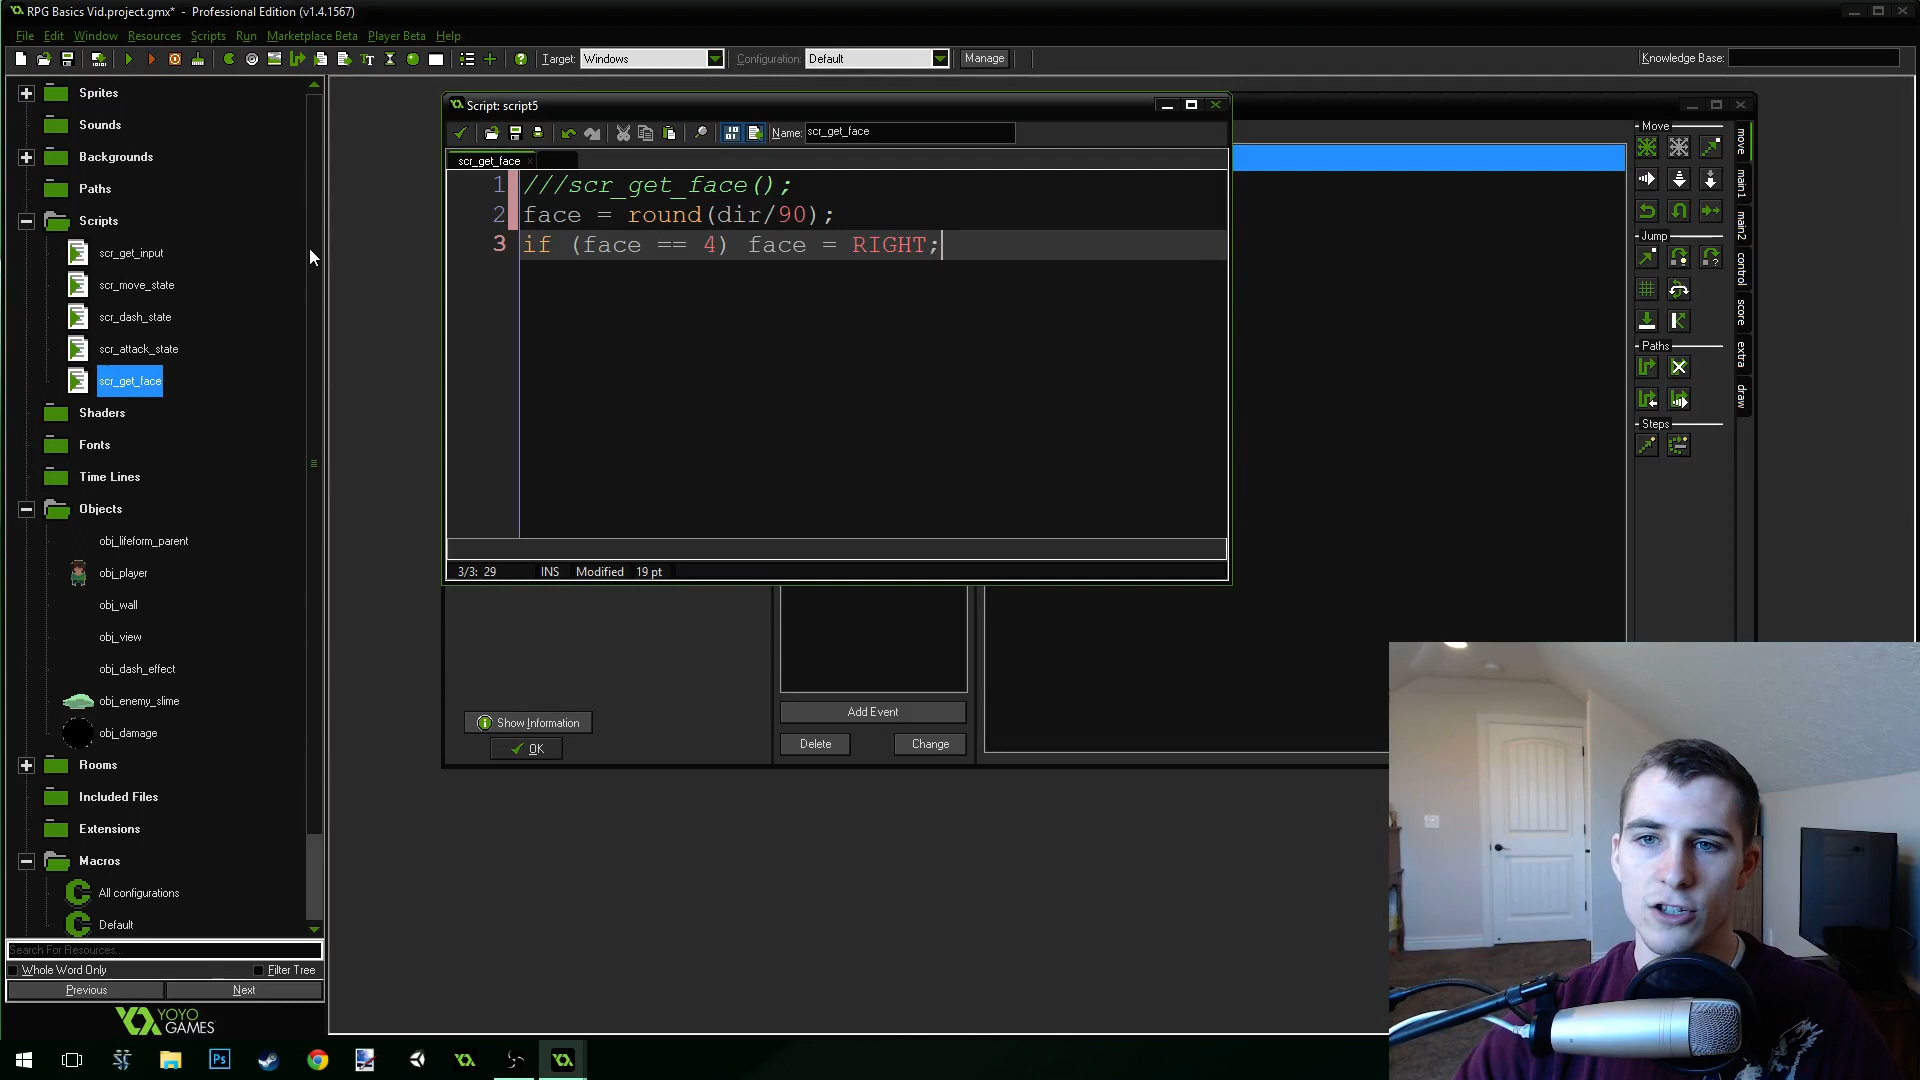 RPG Basics Vid.project.gmx* - Professional Edition (v1.4.1567)
File Edit Window Resources Scripts Run Marketplace Beta Player Beta Help
Target: Windows Configuration: Default Manage Knowledge Base:
Sprites
Sounds
Backgrounds
Paths
Scripts
scr_get_input
scr_move_state
scr_dash_state
scr_attack_state
scr_get_face
Shaders
Fonts
Time Lines
Objects
obj_lifeform_parent
obj_player
obj_wall
obj_view
obj_dash_effect
obj_enemy_slime
obj_damage
Rooms
Included Files
Extensions
Macros
All configurations
Default
Search For Resources...
Whole Word Only Filter Tree
Previous Next
YOYO
GAMES
Script: script5
Name: scr_get_face
scr_get_face
1 ///scr_get_face();
2 face = round(dir/90);
3 if (face == 4) face = RIGHT;
3/3: 29 INS Modified 19 pt
Show Information
OK
Add Event
Delete Change
Move
Jump
Paths
Steps
move
main1
main2
control
score
extra
draw
Ps